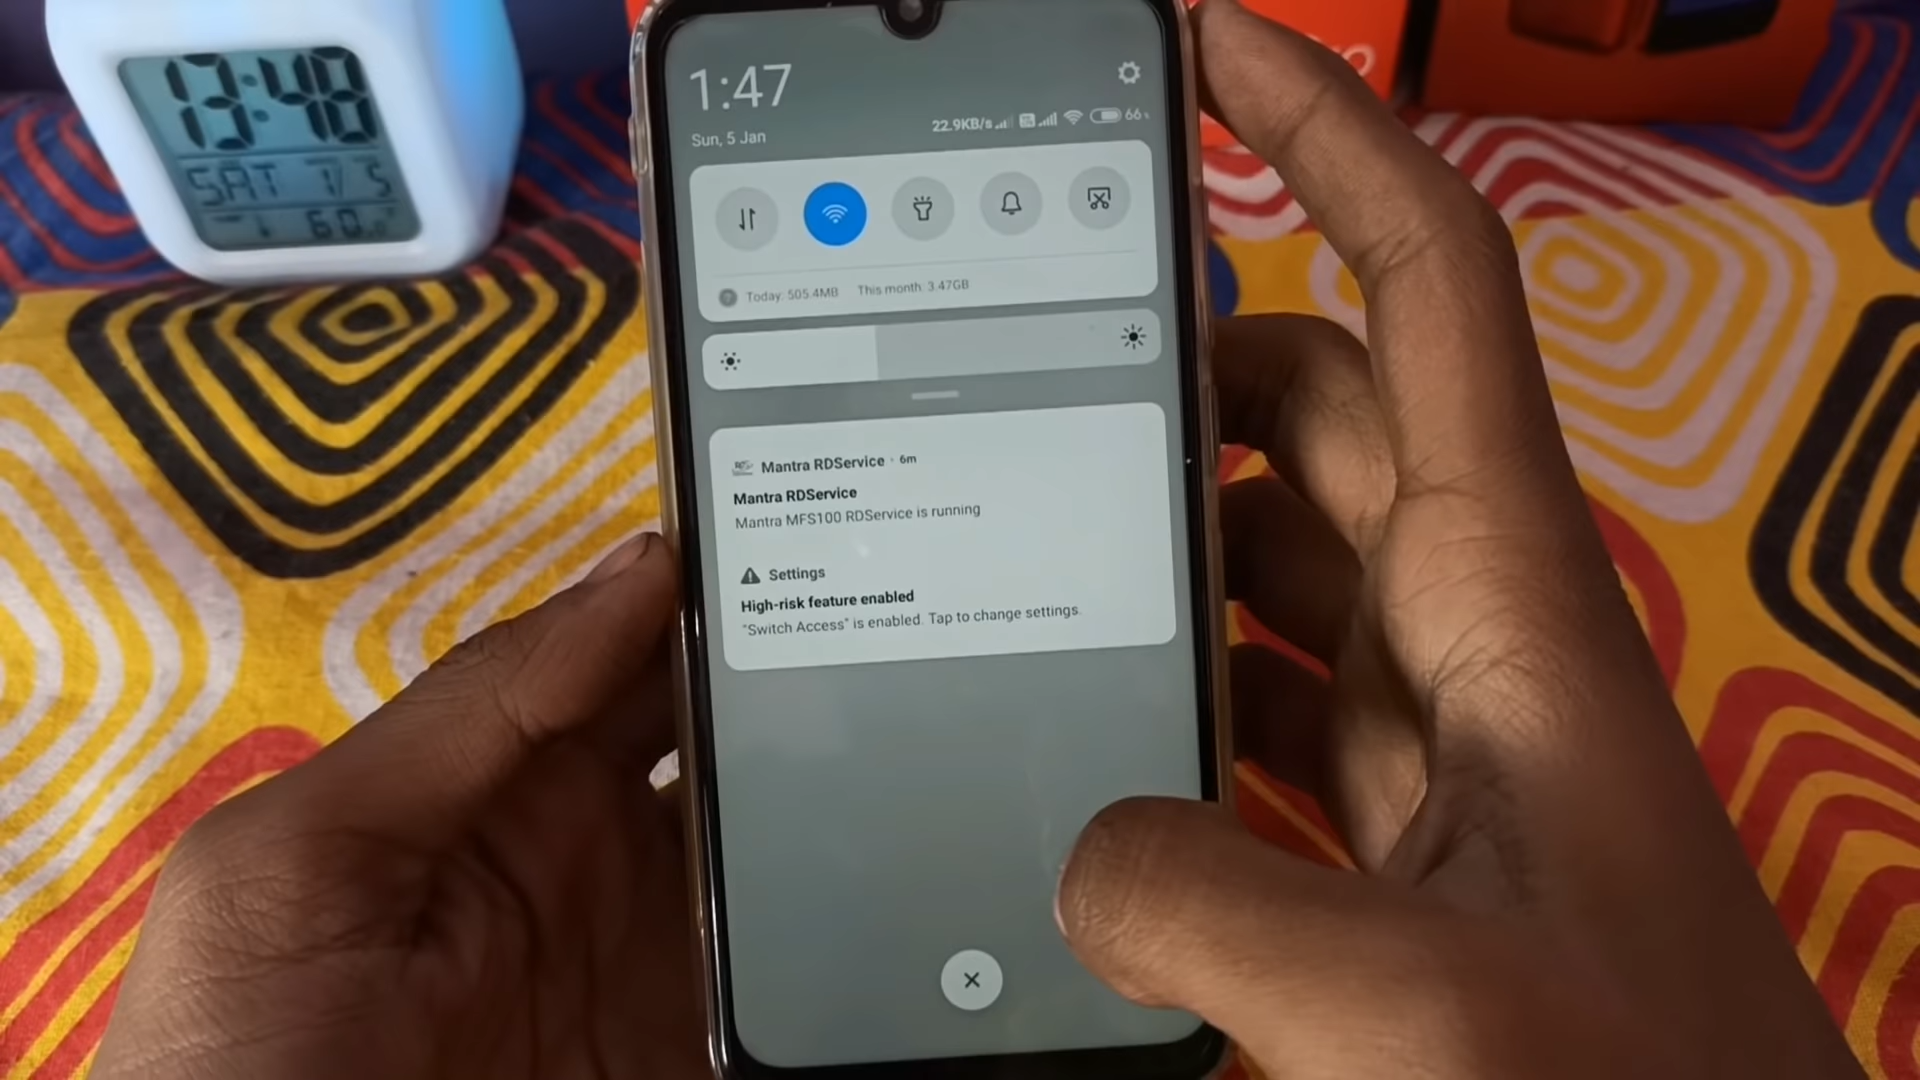 13:48
SAT 7/5
60
1:47
Sun, 5 Jan
22.9KB/s
66
Today: 505.4MB This month: 3.47GB
Mantra RDService · 6m
Mantra RDService
Mantra MFS100 RDService is running
Settings
High-risk feature enabled
"Switch Access" is enabled. Tap to change settings.